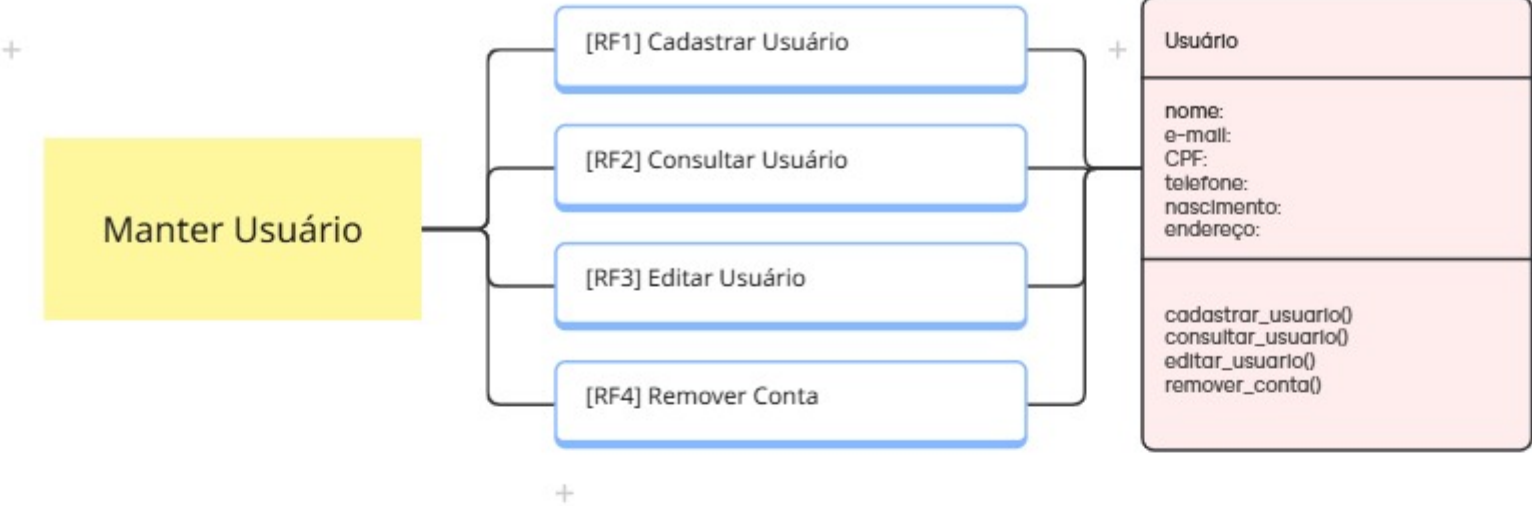 Manter Usuário
[RF1] Cadastrar Usuário
[RF2] Consultar Usuário
[RF3] Editar Usuário
[RF4] Remover Conta
Usuário
nome:
e-mail:
CPF:
telefone:
nascimento:
endereço:
cadastrar_usuario()
consultar_usuario()
editar_usuario()
remover_conta()